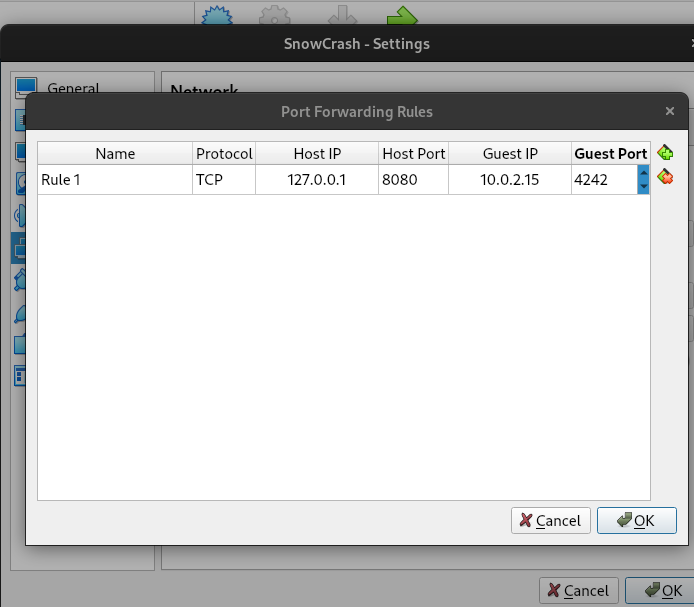 SnowCrash - Settings
General
Network
Port Forwarding Rules
Name Protocol Host IP Host Port Guest IP Guest Port
Rule 1 TCP 127.0.0.1 8080 10.0.2.15 4242
Cancel OK
Cancel OK